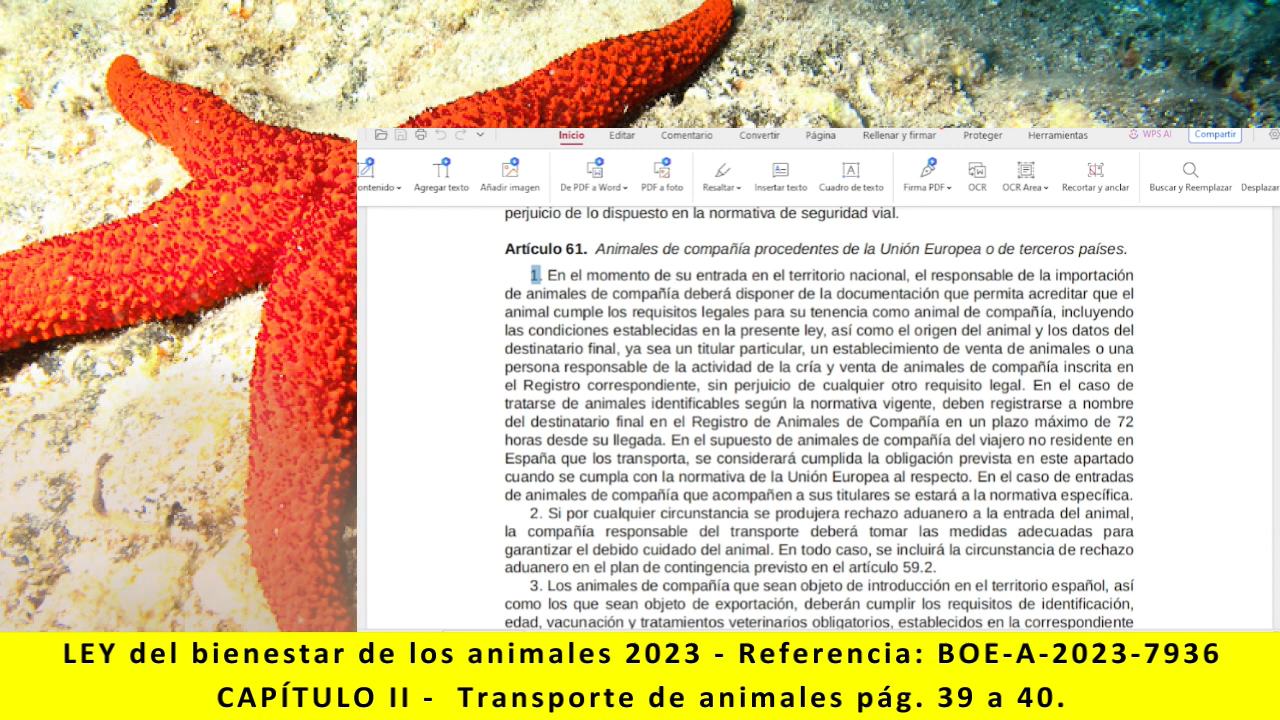 Inicio Editar Comentario Convertir Página Rellenar y firmar Proteger Herramientas WPS AI Compartir
ontenido Agregar texto Añadir imagen De PDF a Word PDF a foto Resaltar Insertar texto Cuadro de texto Firma PDF OCR OCR Area Recortar y anclar Buscar y Reemplazar Desplazar
perjuicio de lo dispuesto en la normativa de seguridad vial.
Artículo 61. Animales de compañía procedentes de la Unión Europea o de terceros países.
1. En el momento de su entrada en el territorio nacional, el responsable de la importación
de animales de compañía deberá disponer de la documentación que permita acreditar que el
animal cumple los requisitos legales para su tenencia como animal de compañía, incluyendo
las condiciones establecidas en la presente ley, así como el origen del animal y los datos del
destinatario final, ya sea un titular particular, un establecimiento de venta de animales o una
persona responsable de la actividad de la cría y venta de animales de compañía inscrita en
el Registro correspondiente, sin perjuicio de cualquier otro requisito legal. En el caso de
tratarse de animales identificables según la normativa vigente, deben registrarse a nombre
del destinatario final en el Registro de Animales de Compañía en un plazo máximo de 72
horas desde su llegada. En el supuesto de animales de compañía del viajero no residente en
España que los transporta, se considerará cumplida la obligación prevista en este apartado
cuando se cumpla con la normativa de la Unión Europea al respecto. En el caso de entradas
de animales de compañía que acompañen a sus titulares se estará a la normativa específica.
2. Si por cualquier circunstancia se produjera rechazo aduanero a la entrada del animal,
la compañía responsable del transporte deberá tomar las medidas adecuadas para
garantizar el debido cuidado del animal. En todo caso, se incluirá la circunstancia de rechazo
aduanero en el plan de contingencia previsto en el artículo 59.2.
3. Los animales de compañía que sean objeto de introducción en el territorio español, así
como los que sean objeto de exportación, deberán cumplir los requisitos de identificación,
edad, vacunación y tratamientos veterinarios obligatorios, establecidos en la correspondiente
LEY del bienestar de los animales 2023 - Referencia: BOE-A-2023-7936
CAPÍTULO II - Transporte de animales pág. 39 a 40.